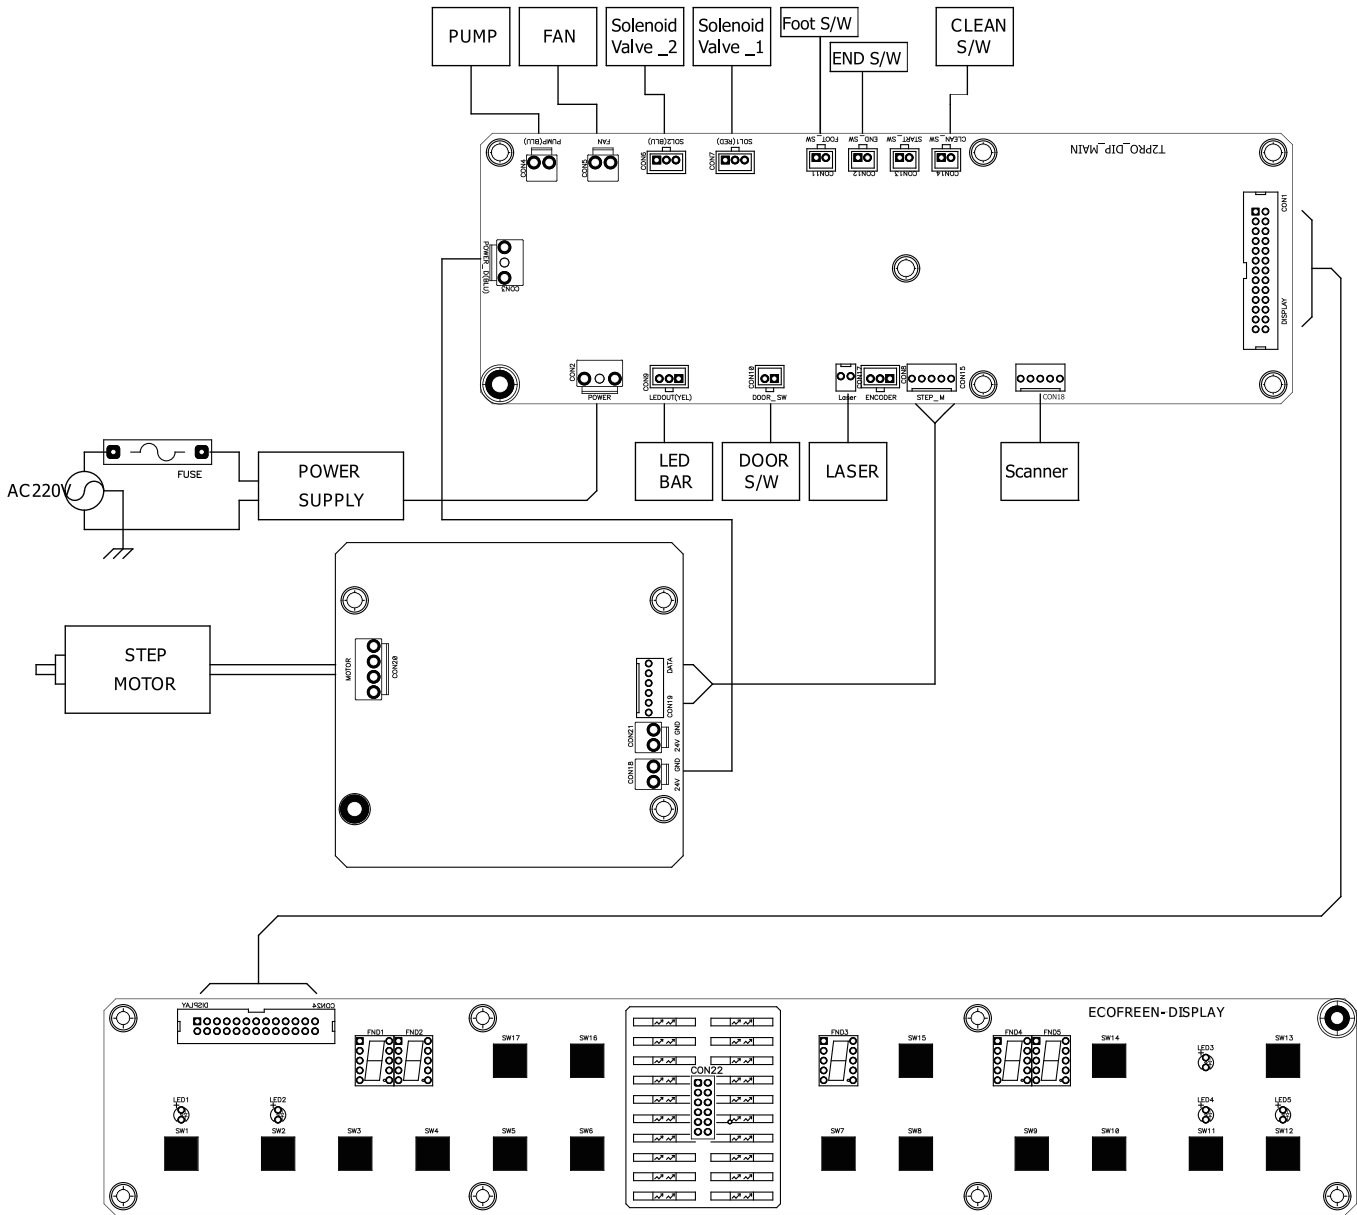 PUMP
FAN
Solenoid
Valve _2
Solenoid
Valve _1
Foot S/W
END S/W
CLEAN
S/W
PUMP(BLU)
CON4
FAN
CON5
SOL2(BLU)
CON6
SOL1(RED)
CON7
FOOT_SW
CON11
END_SW
CON12
START_SW
CON13
CLEAN_SW
CON14
T2PRO_DIP_MAIN
CON1
DISPLAY
POWER_D(BLU)
CON3
CON2
POWER
CON9
LEDOUT(YEL)
CON10
DOOR_SW
CON17
Laser
CON8
ENCODER
CON15
STEP_M
CON18
FUSE
AC220V
POWER
SUPPLY
LED
BAR
DOOR
S/W
LASER
Scanner
STEP
MOTOR
MOTOR
CON20
DATA
CON19
CON21
GND
24V
CON18
GND
24V
DISPLAY
CON24
ECOFREEN-DISPLAY
FND1
FND2
SW17
SW16
CON22
FND3
SW15
FND4
FND5
SW14
LED3
SW13
LED1
LED2
LED4
LED5
SW1
SW2
SW3
SW4
SW5
SW6
SW7
SW8
SW9
SW10
SW11
SW12